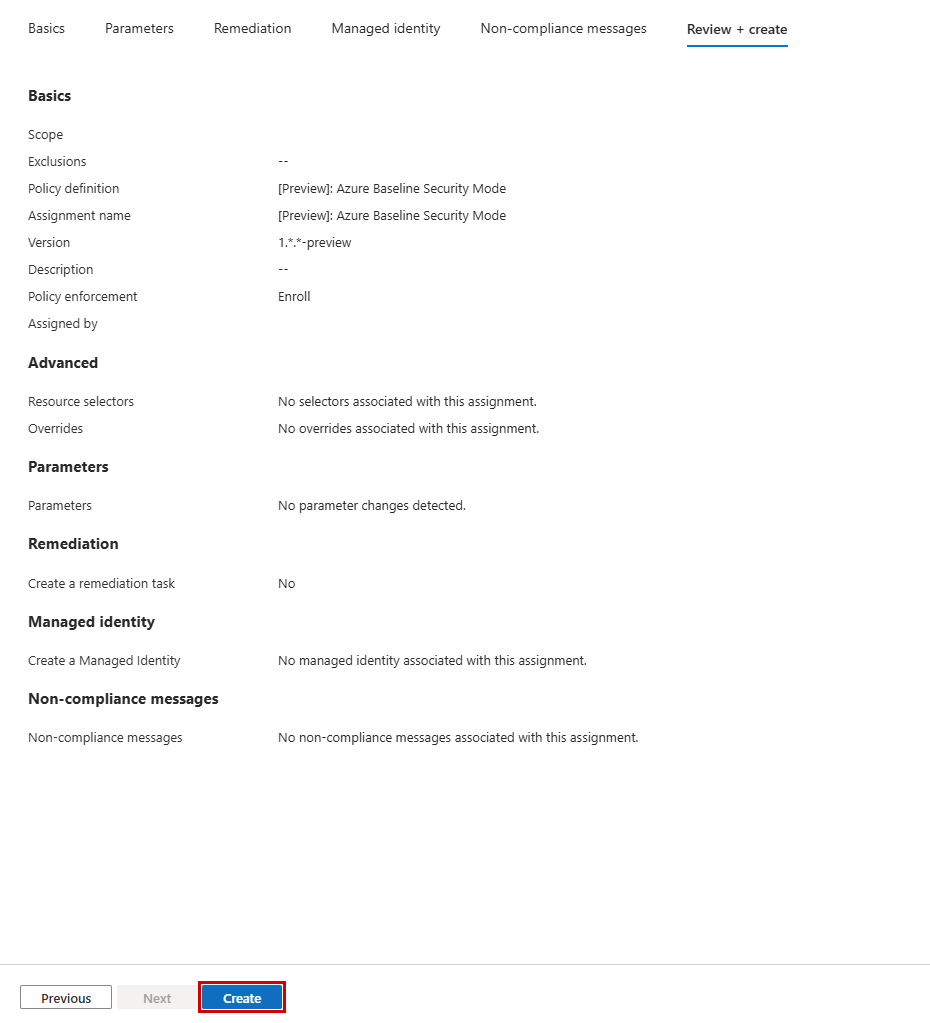 Basics Parameters Remediation Managed identity Non-compliance messages Review + create
Basics
Scope
Exclusions --
Policy definition [Preview]: Azure Baseline Security Mode
Assignment name [Preview]: Azure Baseline Security Mode
Version 1.*.*-preview
Description --
Policy enforcement Enroll
Assigned by
Advanced
Resource selectors No selectors associated with this assignment.
Overrides No overrides associated with this assignment.
Parameters
Parameters No parameter changes detected.
Remediation
Create a remediation task No
Managed identity
Create a Managed Identity No managed identity associated with this assignment.
Non-compliance messages
Non-compliance messages No non-compliance messages associated with this assignment.
Previous Next Create